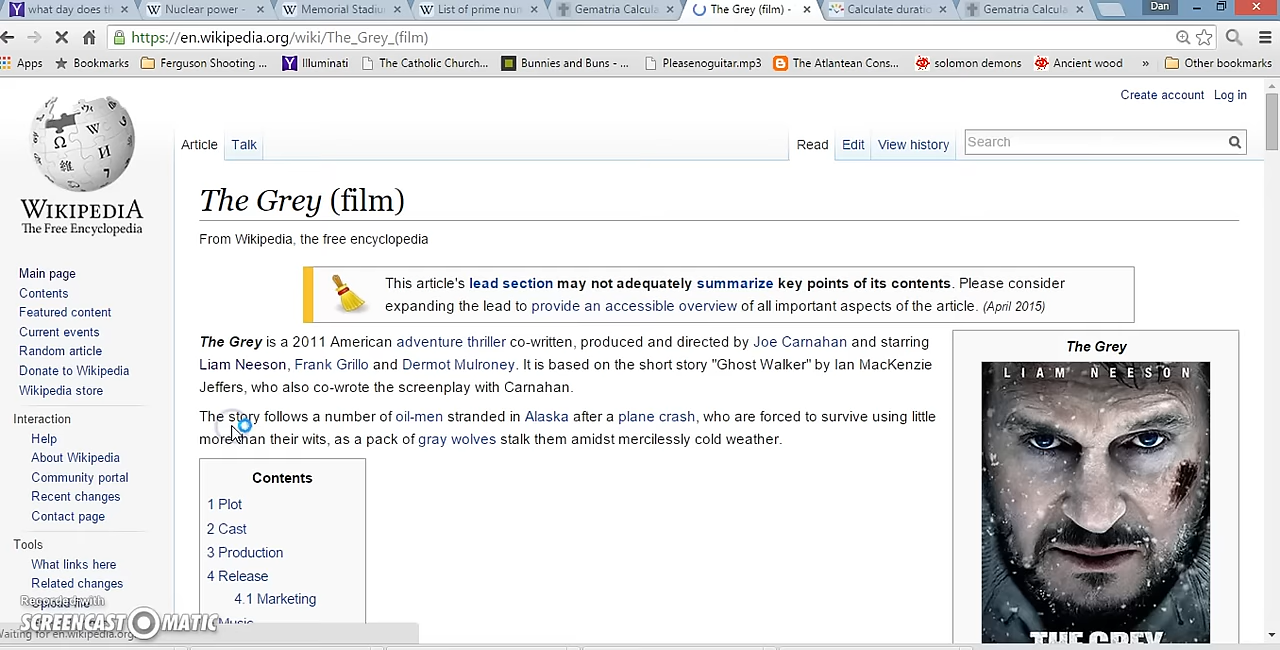 what day does th
Nuclear power -
Memorial Stadiu
List of prime nun
Gematria Calcula
The Grey (film) -
Calculate duratio
Gematria Calcula
Dan
https://en.wikipedia.org/wiki/The_Grey_(film)
Apps
Bookmarks
Ferguson Shooting ...
Illuminati
The Catholic Church...
Bunnies and Buns - ...
Pleasenoguitar.mp3
The Atlantean Cons...
solomon demons
Ancient wood
»
Other bookmarks
Create account Log in
Article Talk
Read Edit View history
Search
WIKIPEDIA
The Free Encyclopedia
Main page
Contents
Featured content
Current events
Random article
Donate to Wikipedia
Wikipedia store
Interaction
Help
About Wikipedia
Community portal
Recent changes
Contact page
Tools
What links here
Related changes
Upload file
The Grey (film)
From Wikipedia, the free encyclopedia
This article's lead section may not adequately summarize key points of its contents. Please consider
expanding the lead to provide an accessible overview of all important aspects of the article. (April 2015)
The Grey is a 2011 American adventure thriller co-written, produced and directed by Joe Carnahan and starring
Liam Neeson, Frank Grillo and Dermot Mulroney. It is based on the short story "Ghost Walker" by Ian MacKenzie
Jeffers, who also co-wrote the screenplay with Carnahan.
The story follows a number of oil-men stranded in Alaska after a plane crash, who are forced to survive using little
more than their wits, as a pack of gray wolves stalk them amidst mercilessly cold weather.
Contents
1 Plot
2 Cast
3 Production
4 Release
4.1 Marketing
Music
The Grey
LIAM NEESON
THE GREY
Recorded with
SCREENCAST O MATIC
Waiting for en.wikipedia.org